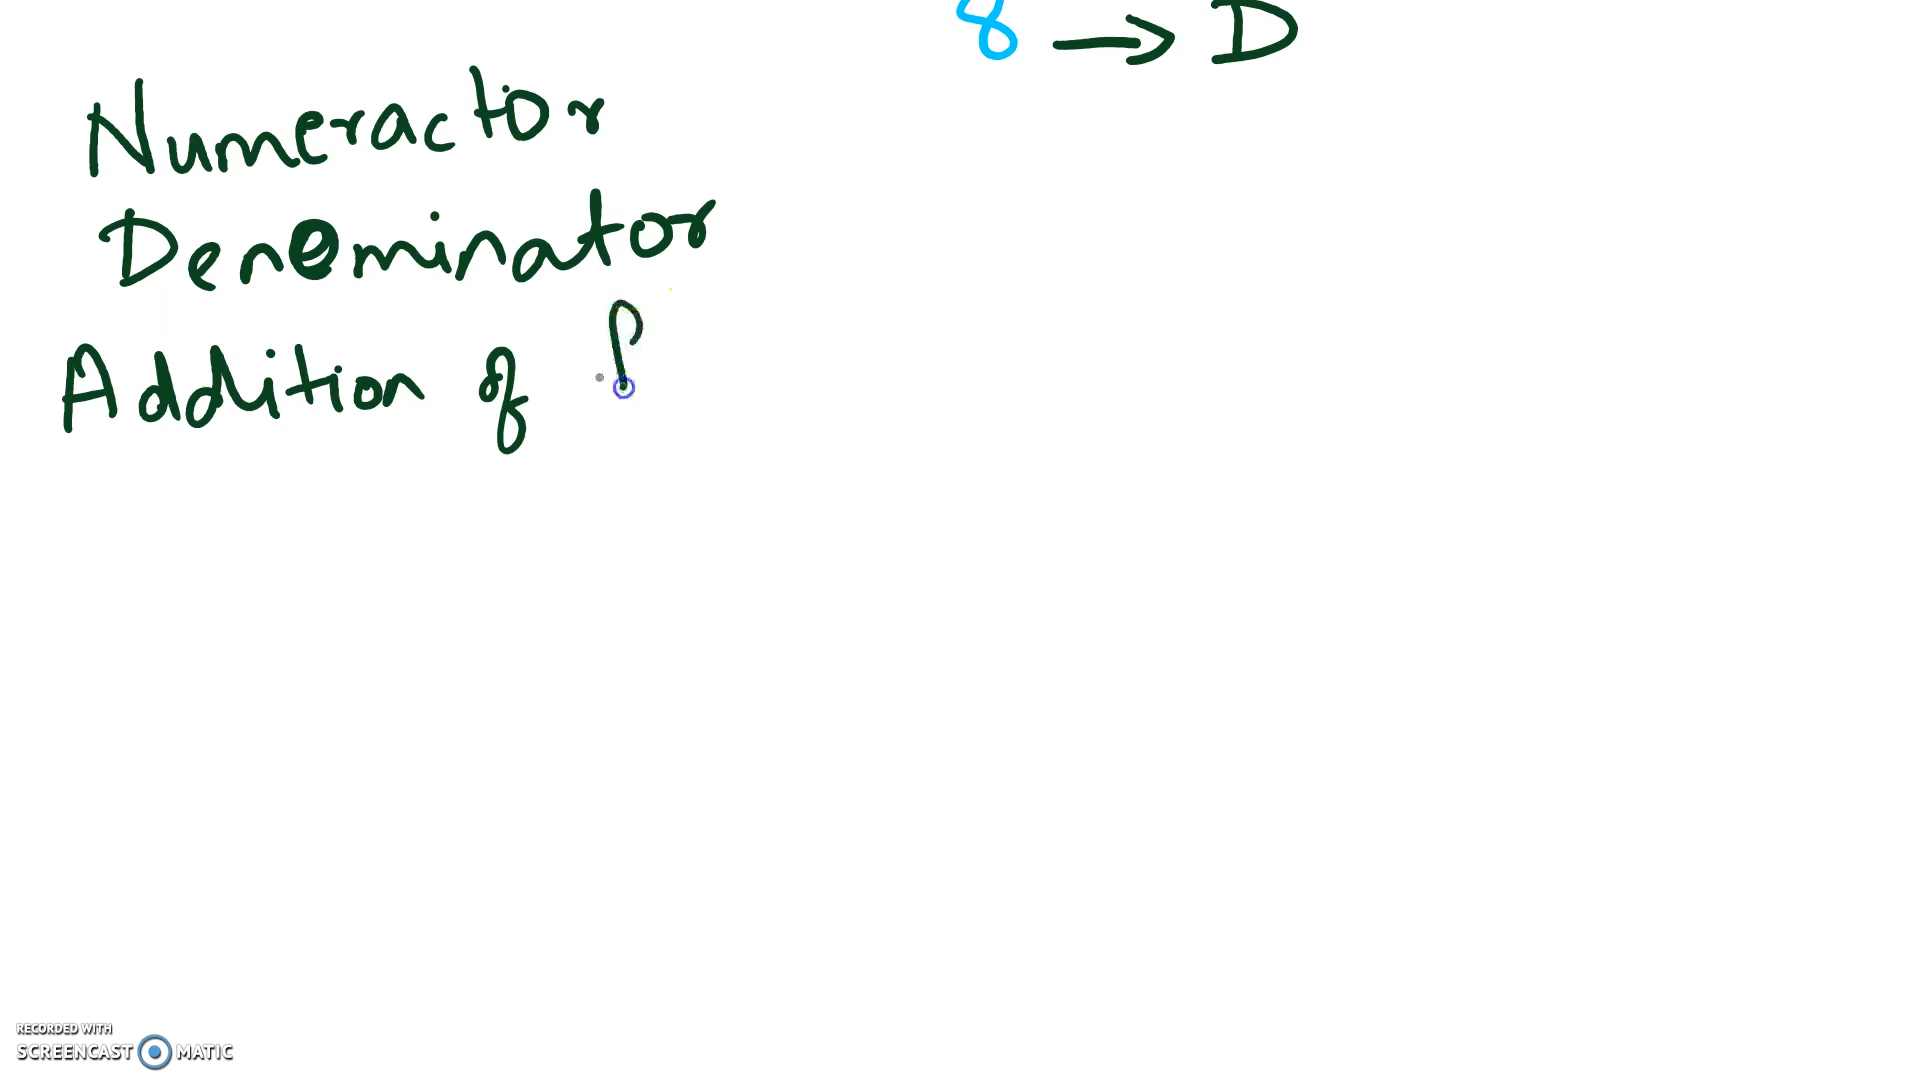 8 → D
Numeractor
Denominator
Addition of
RECORDED WITH
SCREENCAST MATIC